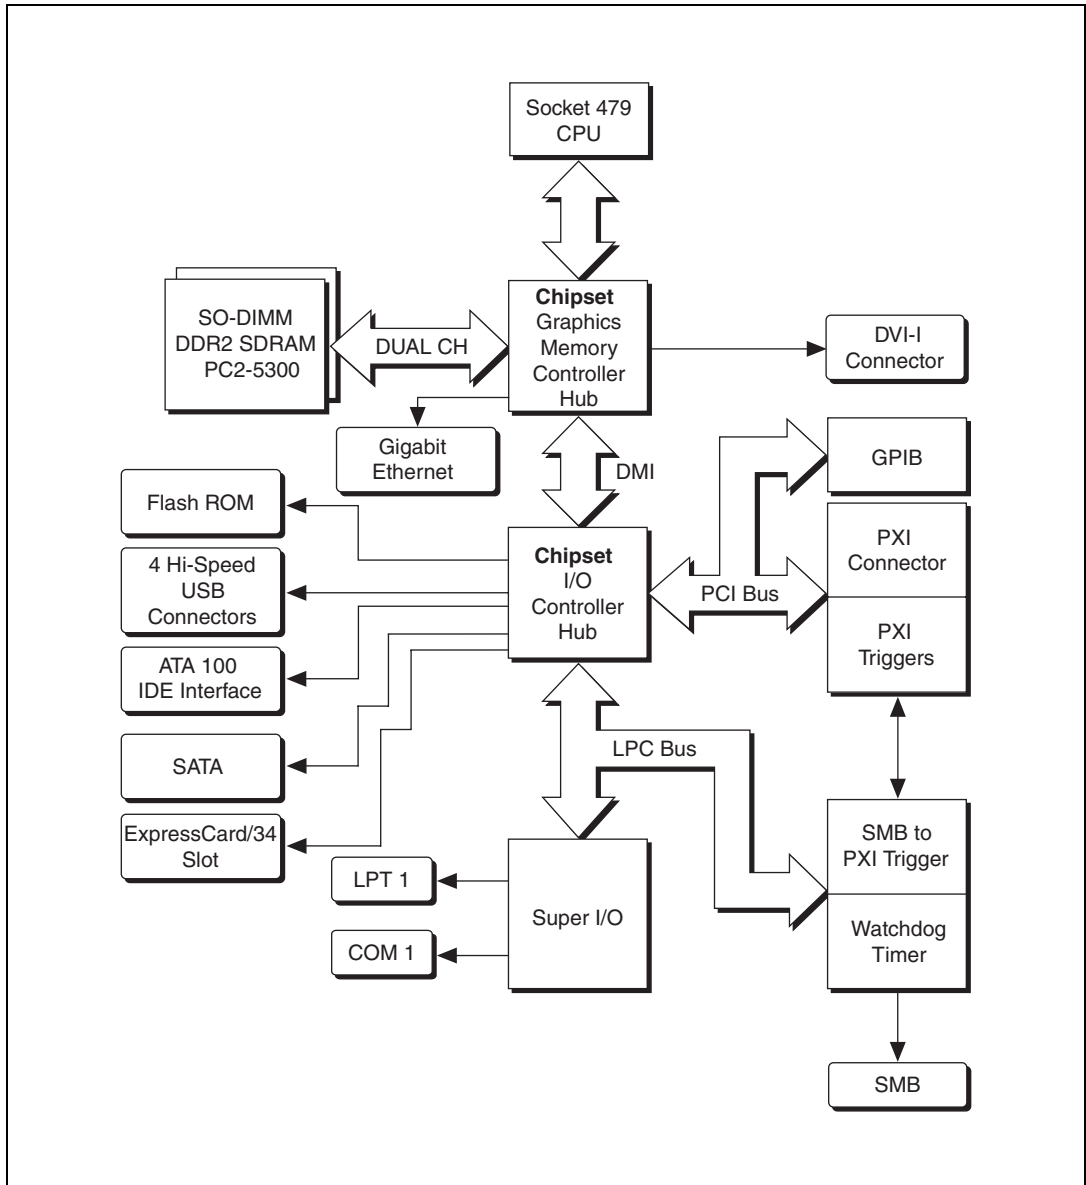 Socket 479
CPU
SO-DIMM
DDR2 SDRAM
PC2-5300
DUAL CH
Chipset
Graphics
Memory
Controller
Hub
DVI-I
Connector
Gigabit
Ethernet
DMI
GPIB
Flash ROM
4 Hi-Speed
USB
Connectors
Chipset
I/O
Controller
Hub
PCI Bus
PXI
Connector
PXI
Triggers
ATA 100
IDE Interface
SATA
LPC Bus
ExpressCard/34
Slot
LPT 1
COM 1
Super I/O
SMB to
PXI Trigger
Watchdog
Timer
SMB